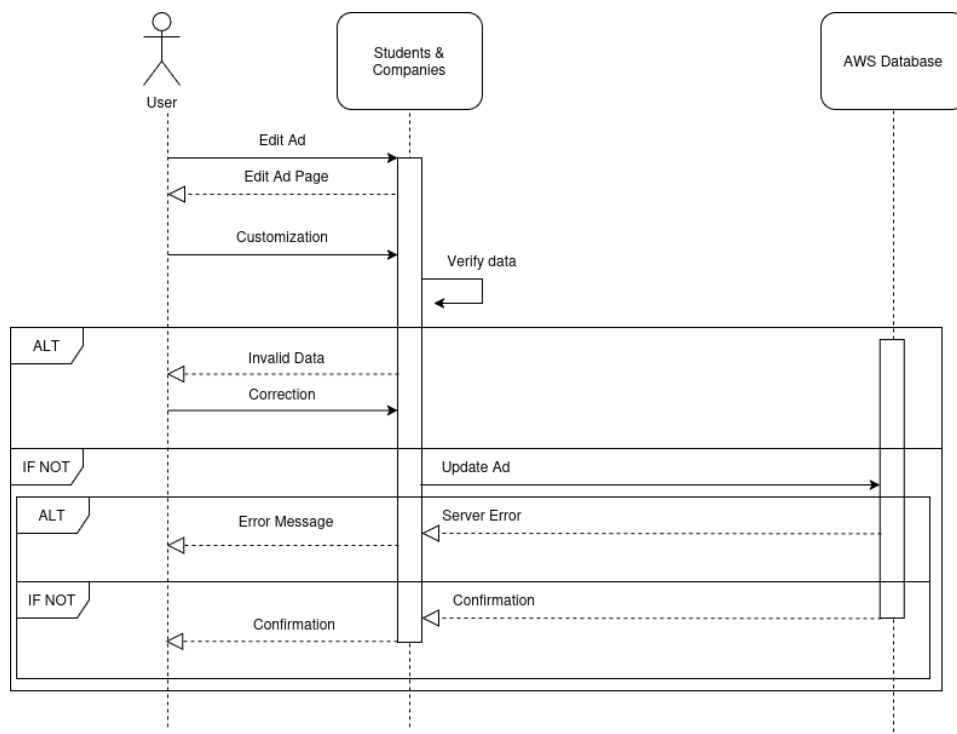 Students &
Companies
AWS Database
User
Edit Ad
Edit Ad Page
Customization
Verify data
ALT
Invalid Data
Correction
IF NOT
Update Ad
ALT
Error Message
Server Error
IF NOT
Confirmation
Confirmation